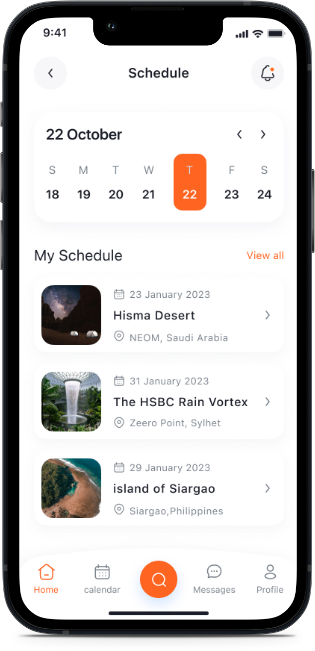 9:41
Schedule
22 October
S M T W T F S
18 19 20 21 22 23 24
My Schedule View all
23 January 2023
Hisma Desert
NEOM, Saudi Arabia
31 January 2023
The HSBC Rain Vortex
Zeero Point, Sylhet
29 January 2023
island of Siargao
Siargao,Philippines
Home calendar Messages Profile